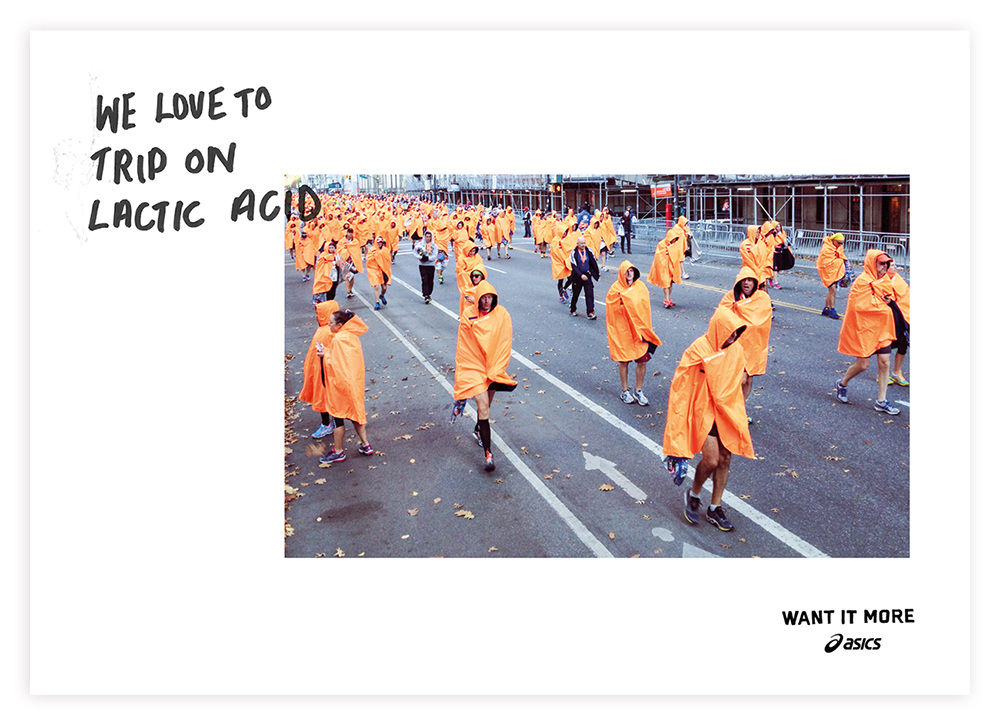 WE LOVE TO
TRIP ON
LACTIC ACID
WANT IT MORE
asics